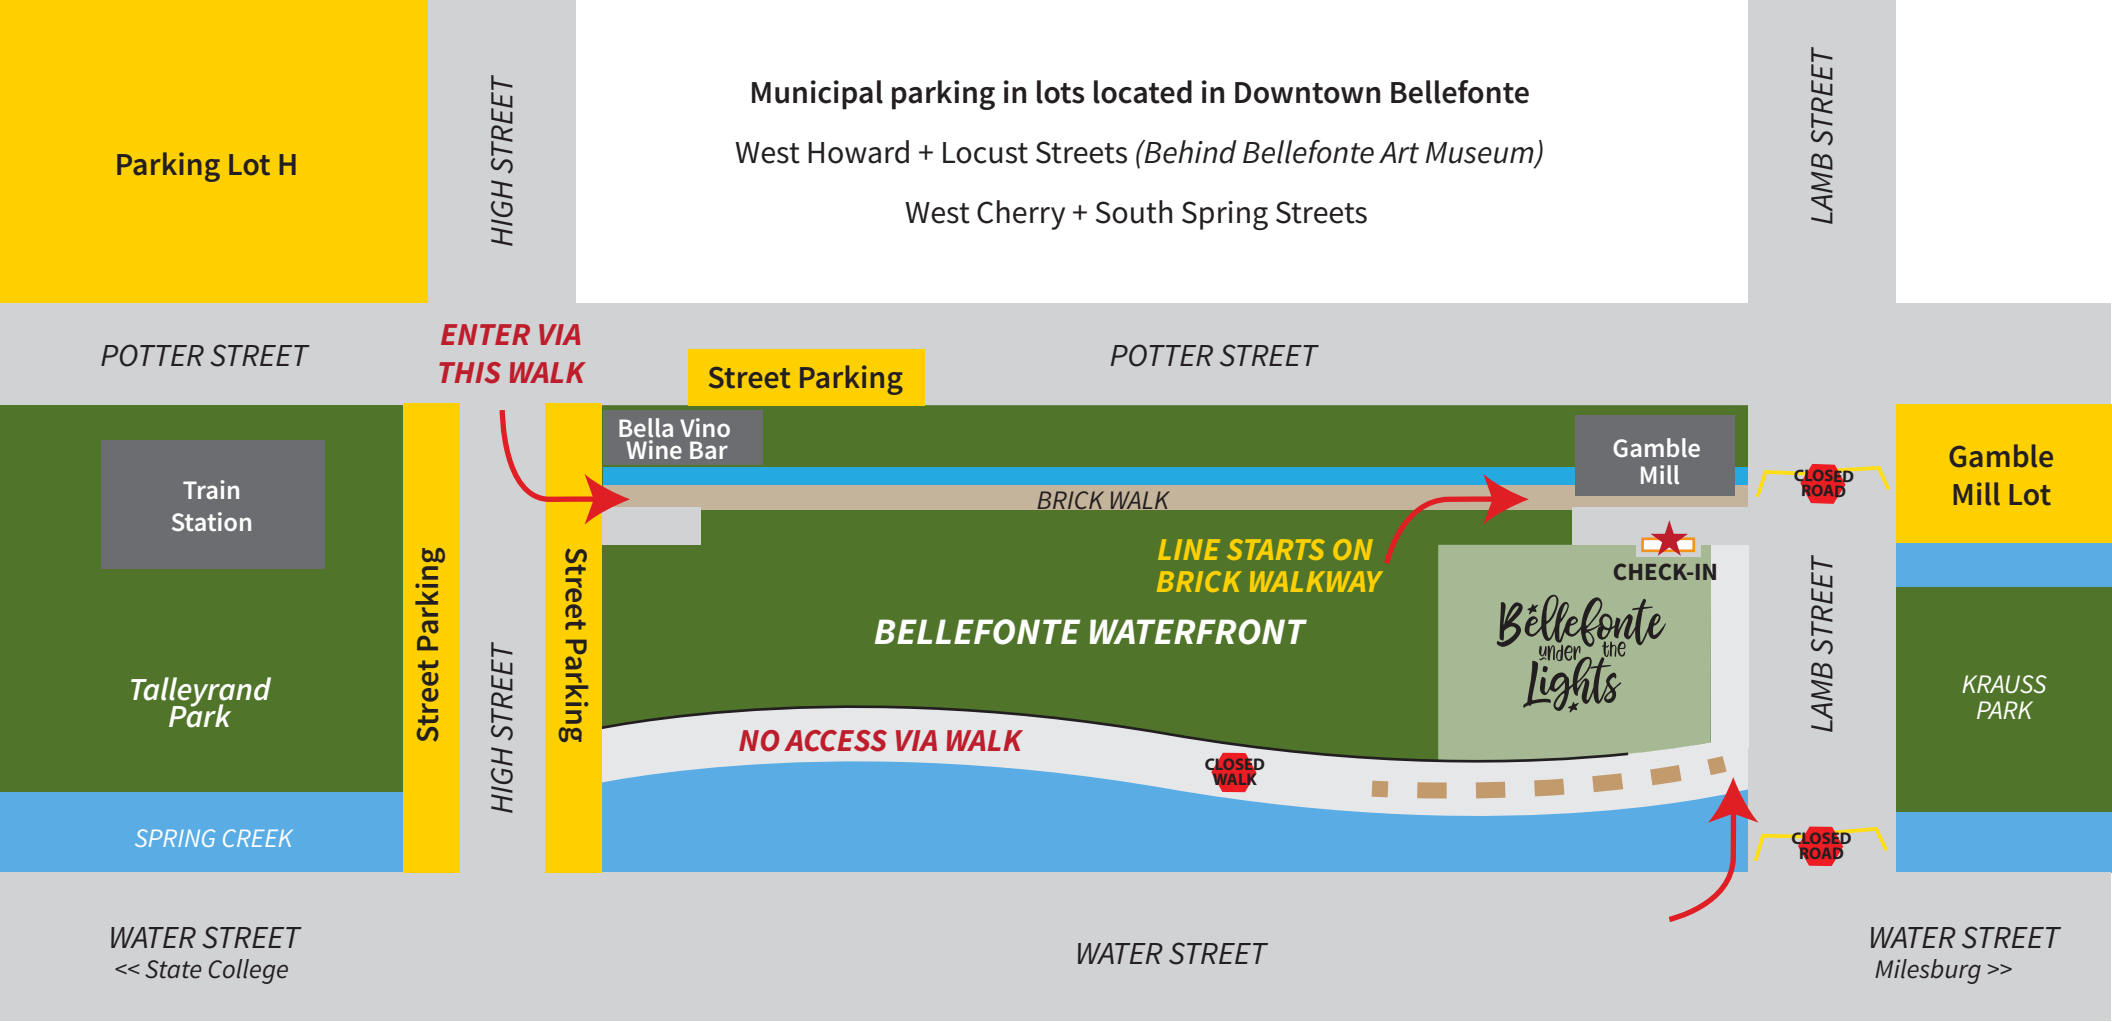 Municipal parking in lots located in Downtown Bellefonte
West Howard + Locust Streets (Behind Bellefonte Art Museum)
West Cherry + South Spring Streets
Parking Lot H
HIGH STREET
LAMB STREET
ENTER VIA
THIS WALK
POTTER STREET
POTTER STREET
Street Parking
Bella Vino
Wine Bar
Gamble
Mill
Gamble
Mill Lot
CLOSED
ROAD
Train
Station
BRICK WALK
LINE STARTS ON
BRICK WALKWAY
CHECK-IN
Street Parking
Street Parking
BELLEFONTE WATERFRONT
Bellefonte
under the
Lights
HIGH STREET
LAMB STREET
Talleyrand
Park
KRAUSS
PARK
NO ACCESS VIA WALK
CLOSED
WALK
SPRING CREEK
CLOSED
ROAD
WATER STREET
<< State College
WATER STREET
WATER STREET
Milesburg >>